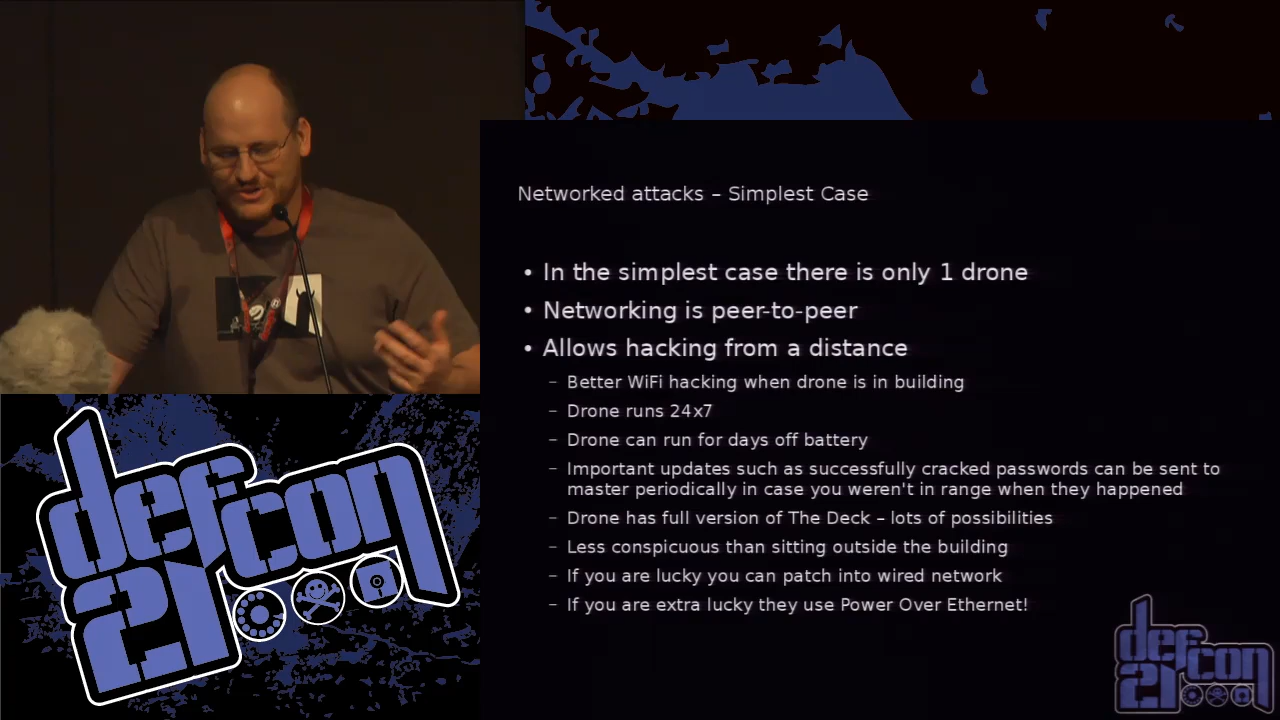 Networked attacks – Simplest Case
• In the simplest case there is only 1 drone
• Networking is peer-to-peer
• Allows hacking from a distance
– Better WiFi hacking when drone is in building
– Drone runs 24x7
– Drone can run for days off battery
– Important updates such as successfully cracked passwords can be sent to
master periodically in case you weren't in range when they happened
– Drone has full version of The Deck – lots of possibilities
– Less conspicuous than sitting outside the building
– If you are lucky you can patch into wired network
– If you are extra lucky they use Power Over Ethernet!
defcon
21
defcon
21